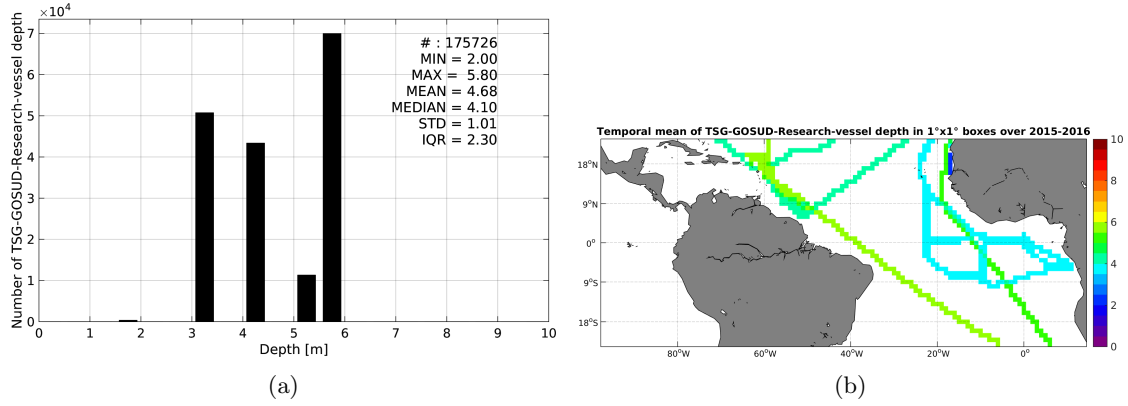 ×10⁴
7
6
5
4
3
2
1
0
Number of TSG-GOSUD-Research-vessel depth
# : 175726
MIN = 2.00
MAX = 5.80
MEAN = 4.68
MEDIAN = 4.10
STD = 1.01
IQR = 2.30
0 1 2 3 4 5 6 7 8 9 10
Depth [m]
(a)
Temporal mean of TSG-GOSUD-Research-vessel depth in 1°x1° boxes over 2015-2016
18°N
9°N
0°
9°S
18°S
80°W 60°W 40°W 20°W 0°
10
8
6
4
2
0
(b)